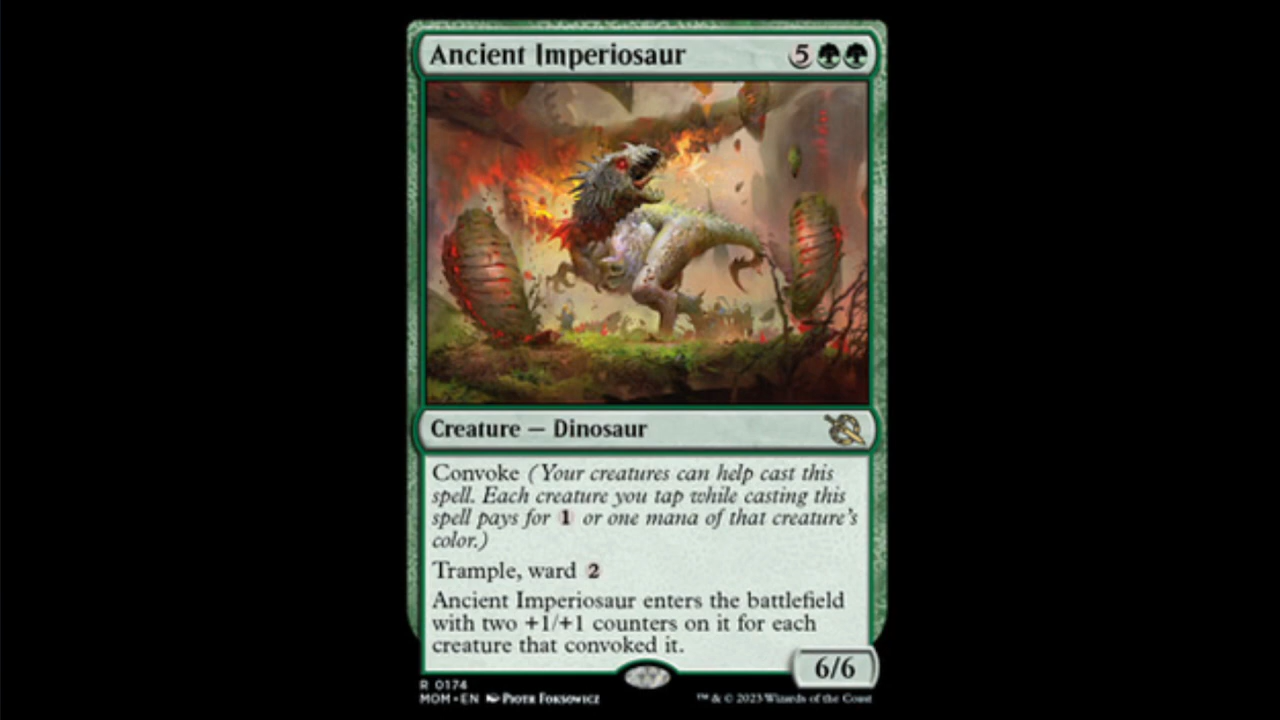 Ancient Imperiosaur 5
Creature — Dinosaur
Convoke (Your creatures can help cast this
spell. Each creature you tap while casting this
spell pays for 1 or one mana of that creature's
color.)
Trample, ward 2
Ancient Imperiosaur enters the battlefield
with two +1/+1 counters on it for each
creature that convoked it.
6/6
R 0174
MOM • EN Piotr Foksowicz
™ & © 2023 Wizards of the Coast